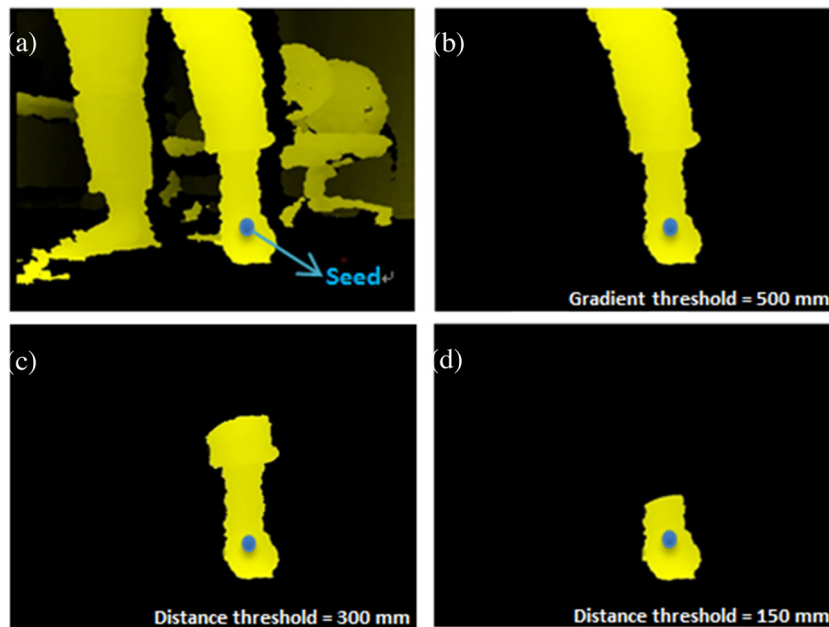 (a)
(b)
Seed↵
Gradient threshold = 500 mm
(c)
(d)
Distance threshold = 300 mm
Distance threshold = 150 mm